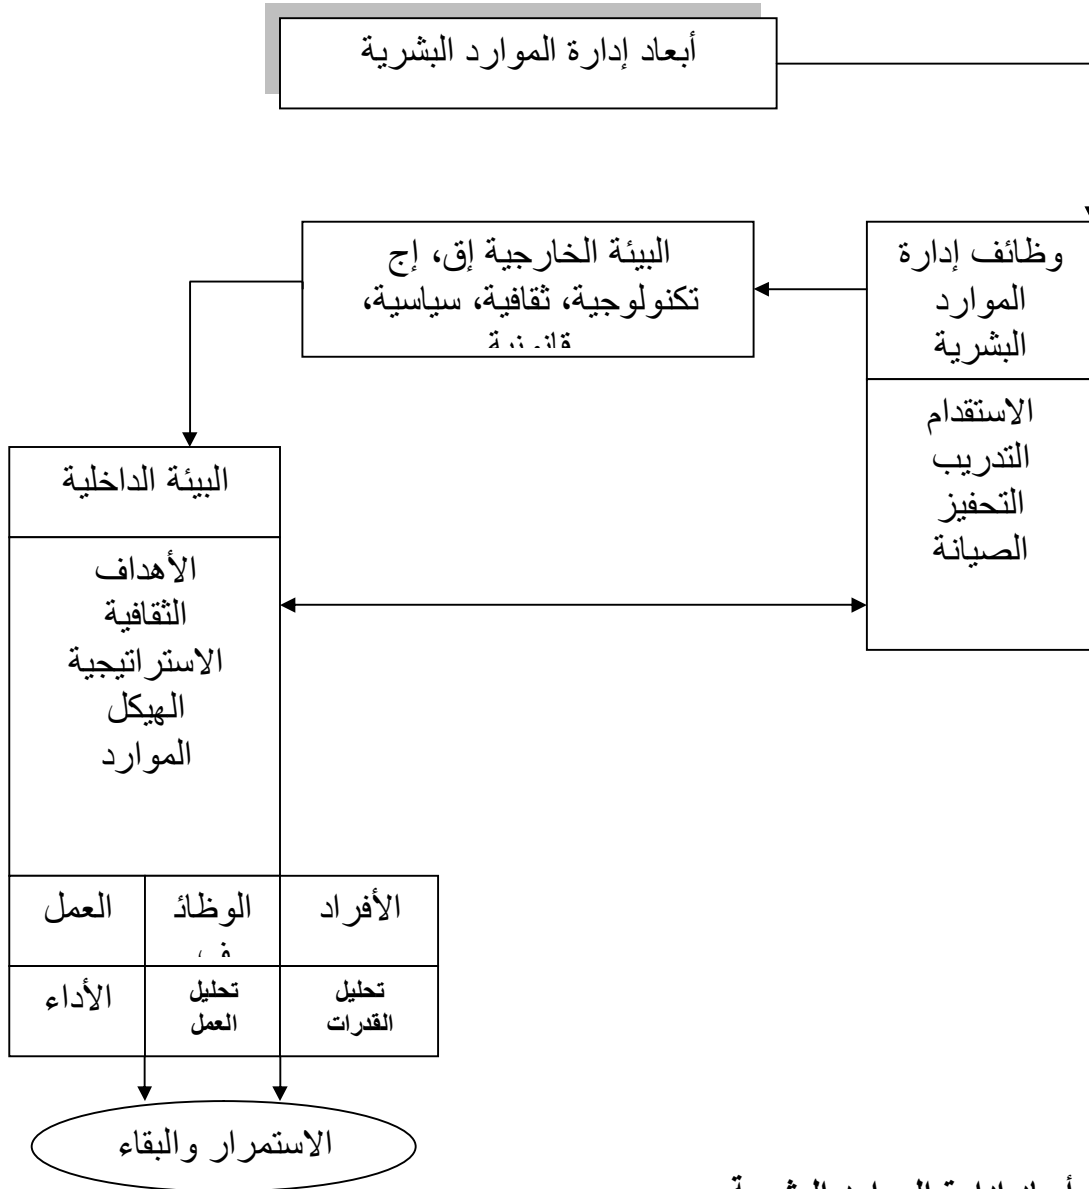 أبعاد إدارة الموارد البشرية
وظائف إدارة
الموارد
البشرية
الاستقدام
التدريب
التحفيز
الصيانة
البيئة الخارجية إق، إج
تكنولوجية، ثقافية، سياسية،
البيئة الداخلية
الأهداف
الثقافية
الاستراتيجية
الهيكل
الموارد
الأفراد
الوظائ
ف
العمل
تحليل
القدرات
تحليل
العمل
الأداء
الاستمرار والبقاء